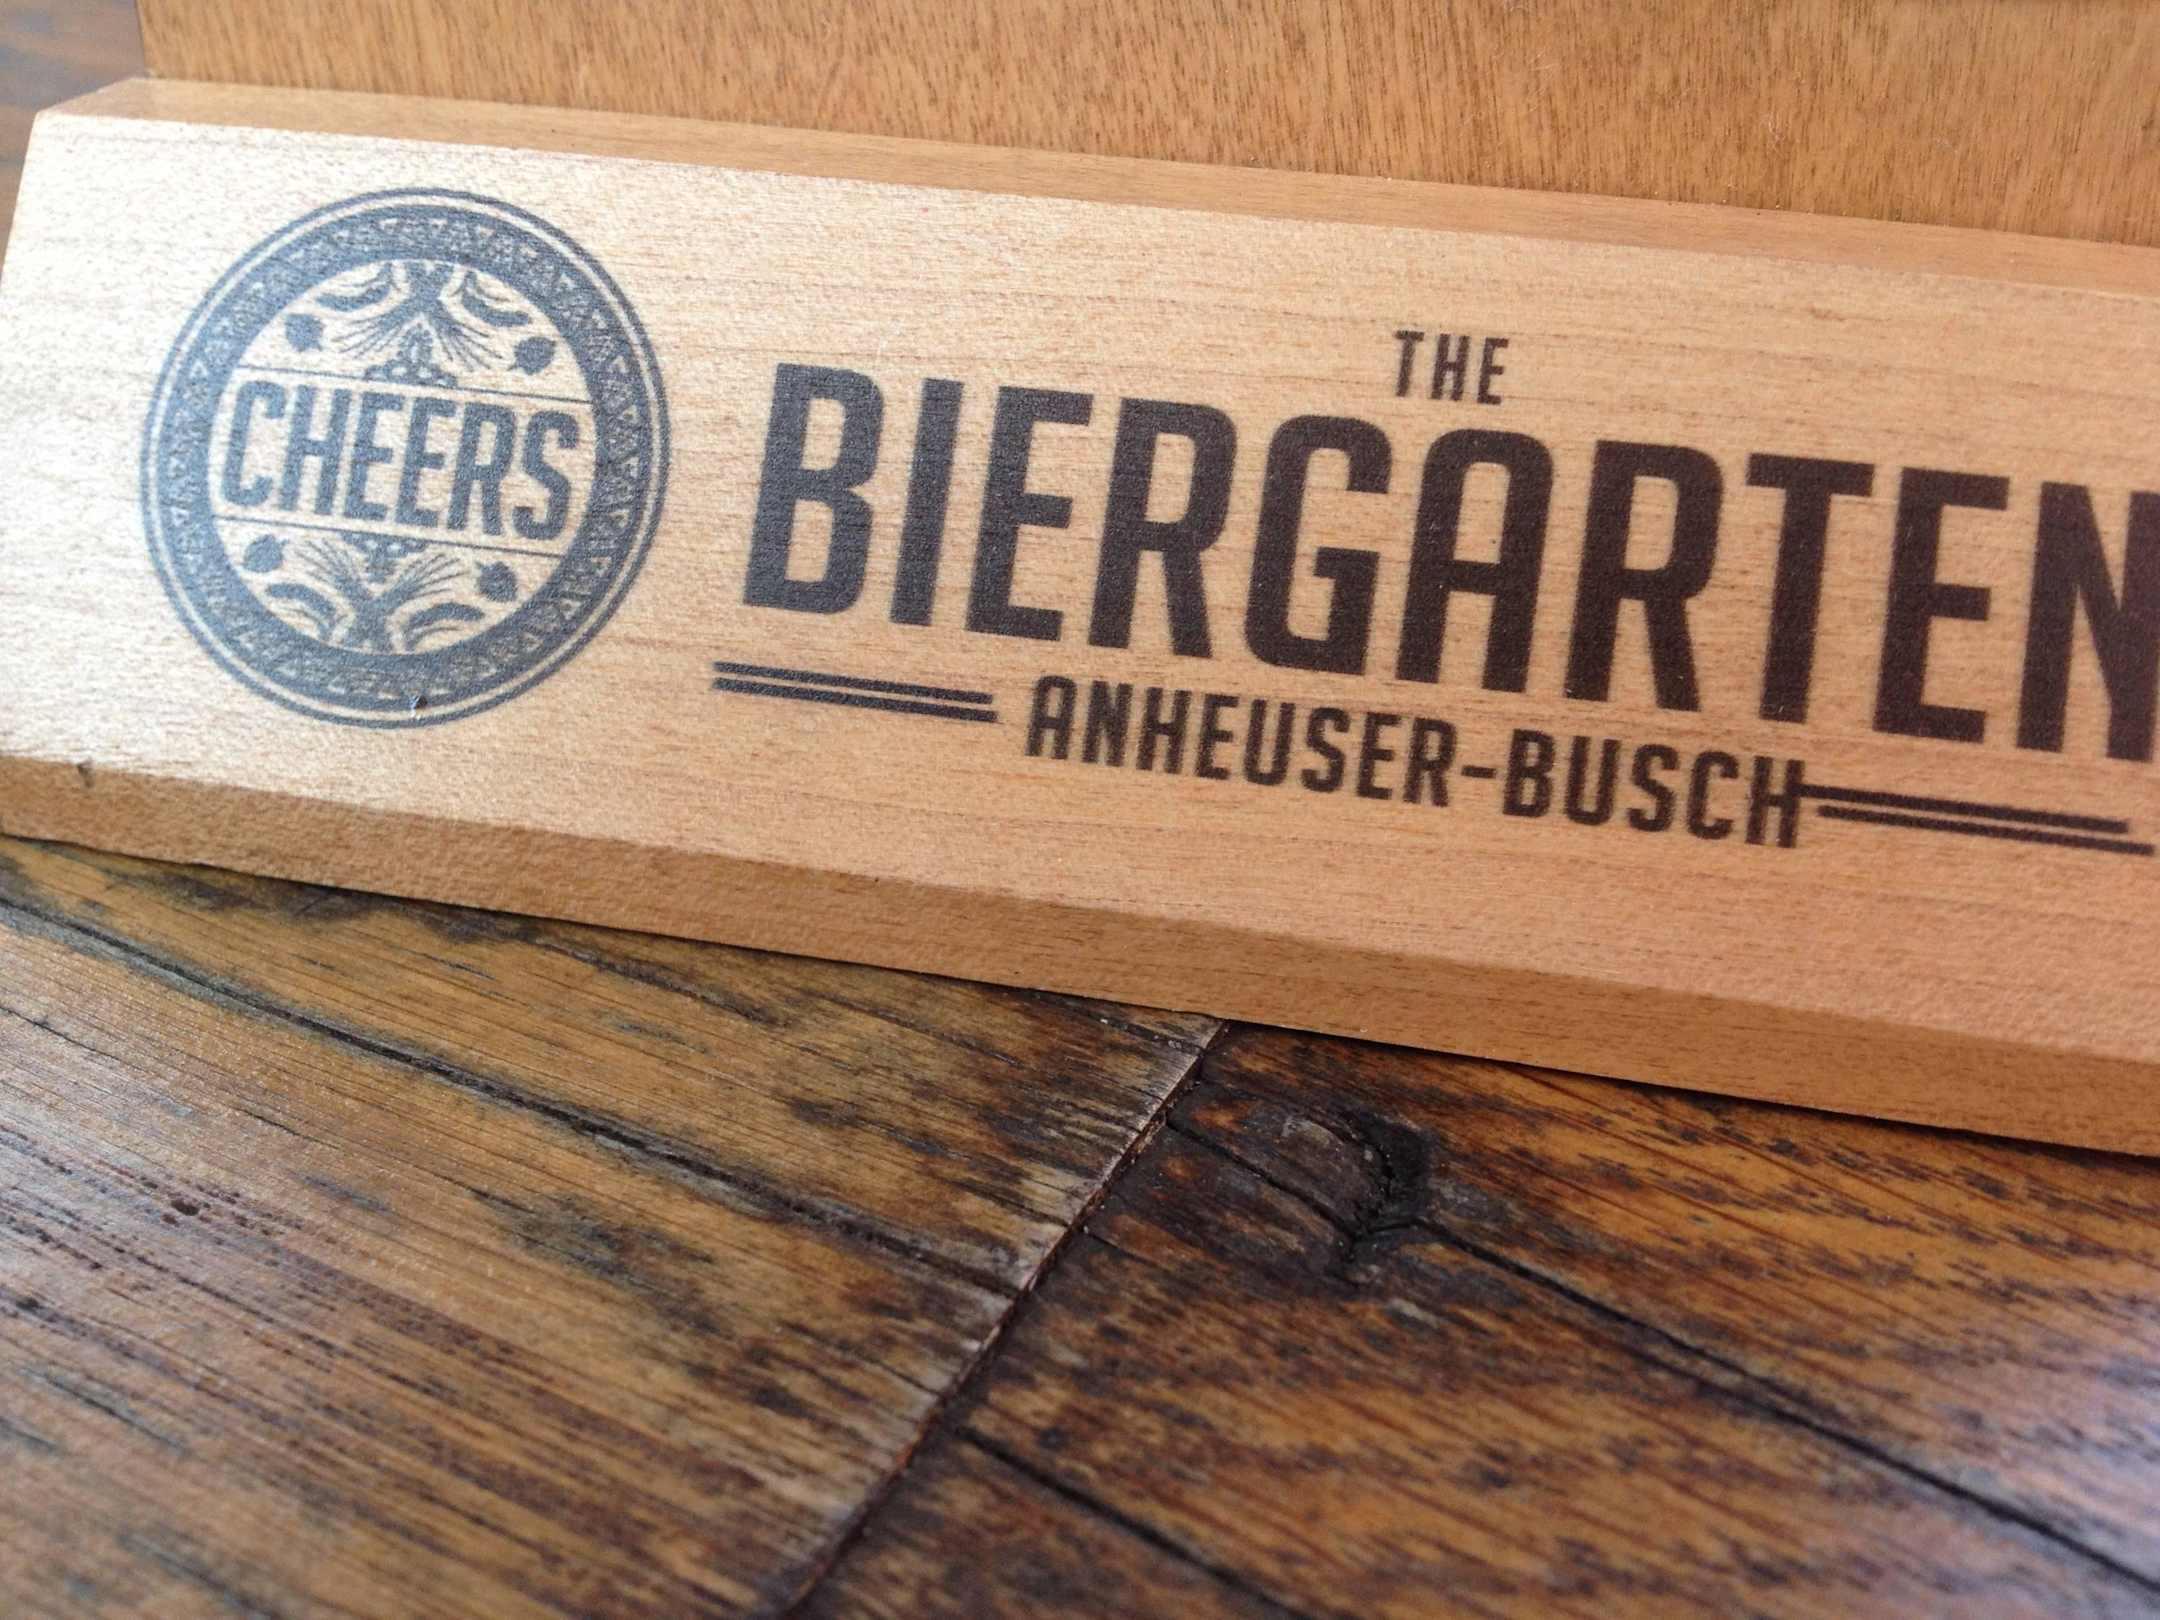 CHEERS
THE
BIERGARTEN
ANHEUSER-BUSCH